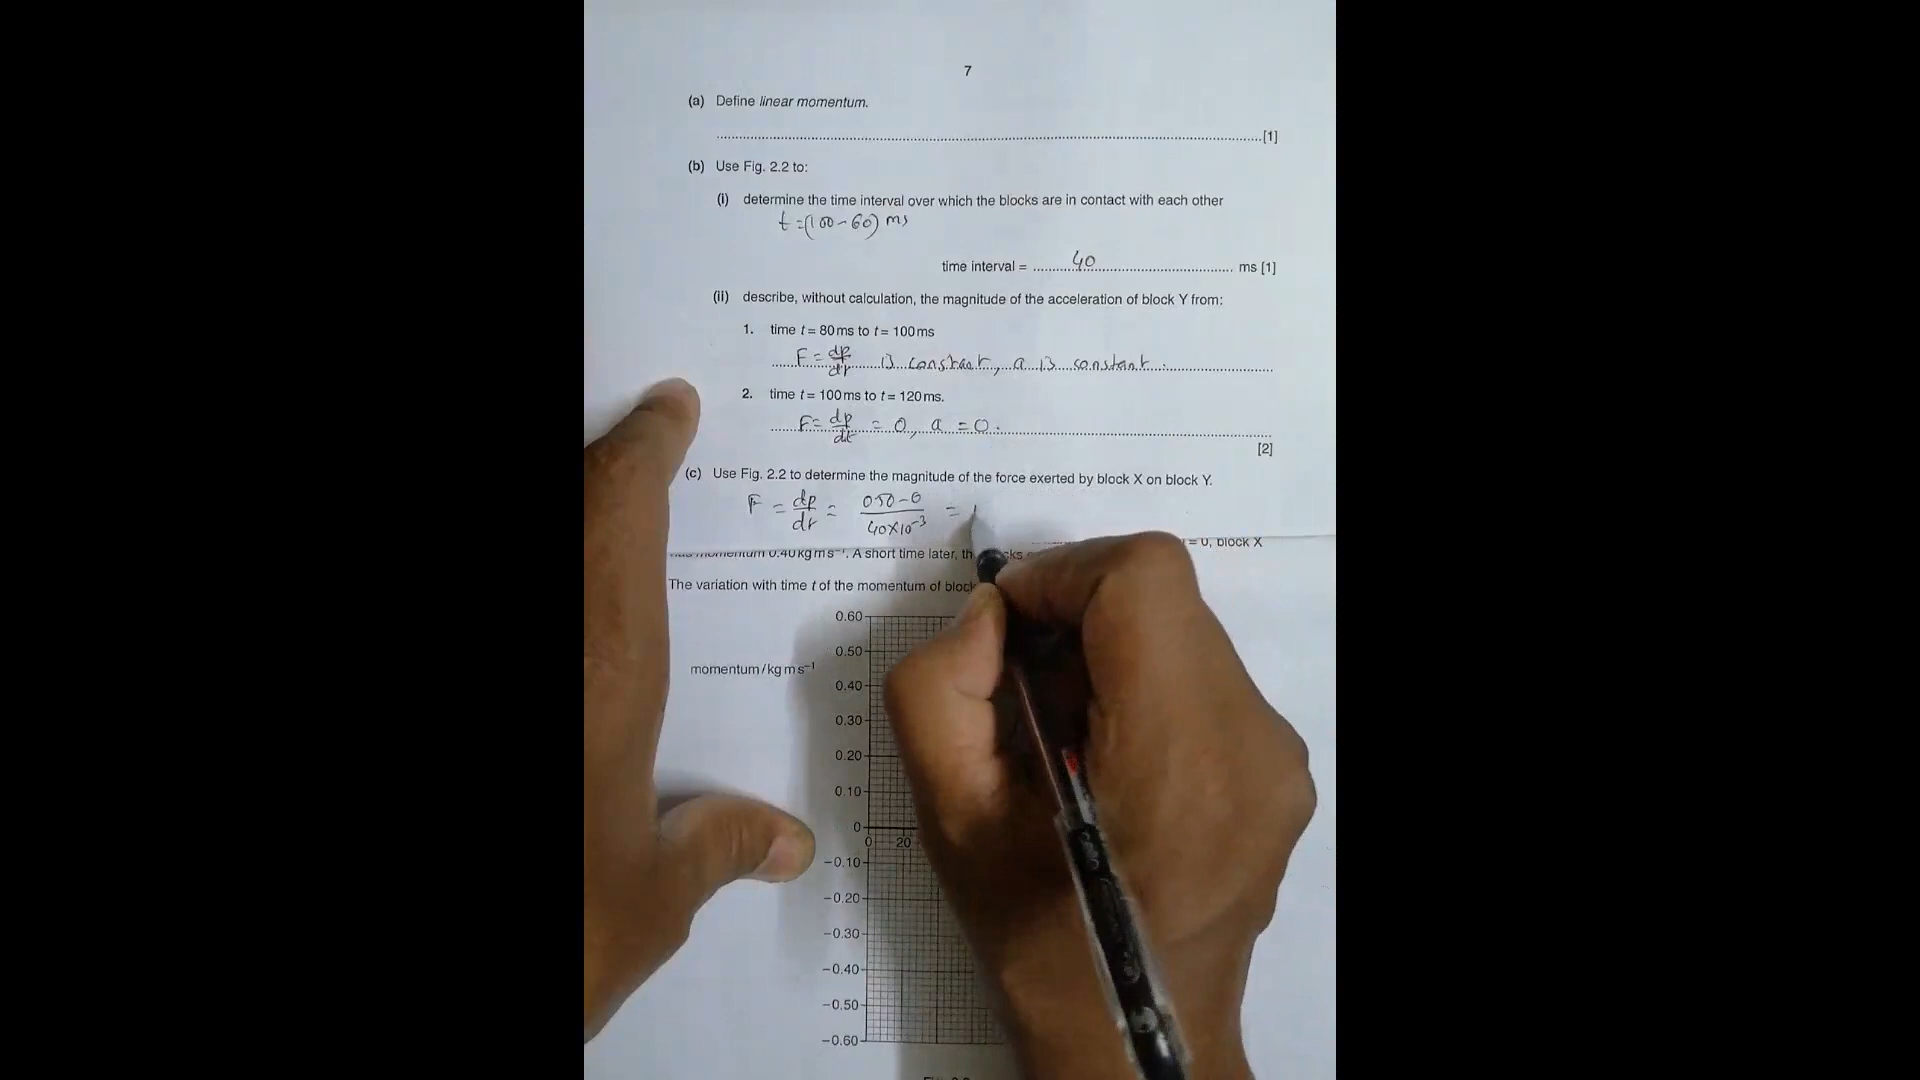 7
(a) Define linear momentum.
[1]
(b) Use Fig. 2.2 to:
(i) determine the time interval over which the blocks are in contact with each other
t = (100 - 60) ms
time interval = 40 ms [1]
(ii) describe, without calculation, the magnitude of the acceleration of block Y from:
1. time t = 80 ms to t = 100 ms
F = dp/dt is constant, a is constant.
2. time t = 100 ms to t = 120 ms.
F = dp/dt = 0, a = 0.
[2]
(c) Use Fig. 2.2 to determine the magnitude of the force exerted by block X on block Y.
F = dp/dt = 0.50 - 0 / 40 × 10⁻³ =
momentum 0.40 kg m s⁻¹. A short time later, = 0, block X
The variation with time t of the momentum of block
0.60
0.50
momentum / kg m s⁻¹
0.40
0.30
0.20
0.10
0
0 20
−0.10
−0.20
−0.30
−0.40
−0.50
−0.60